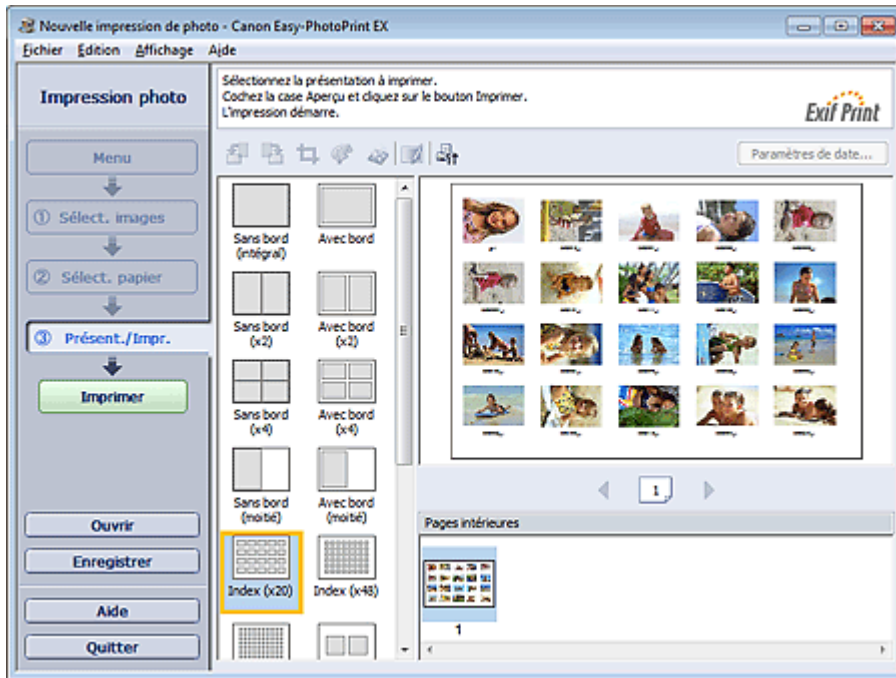 Nouvelle impression de photo - Canon Easy-PhotoPrint EX
Fichier Edition Affichage Aide
Impression photo
Sélectionnez la présentation à imprimer.
Cochez la case Aperçu et cliquez sur le bouton Imprimer.
L'impression démarre.
Exif Print
Menu
① Sélect. images
② Sélect. papier
③ Présent./Impr.
Imprimer
Ouvrir
Enregistrer
Aide
Quitter
Paramètres de date...
Sans bord
(intégral)
Avec bord
Sans bord
(x2)
Avec bord
(x2)
Sans bord
(x4)
Avec bord
(x4)
Sans bord
(moitié)
Avec bord
(moitié)
Index (x20)
Index (x48)
1
Pages intérieures
1